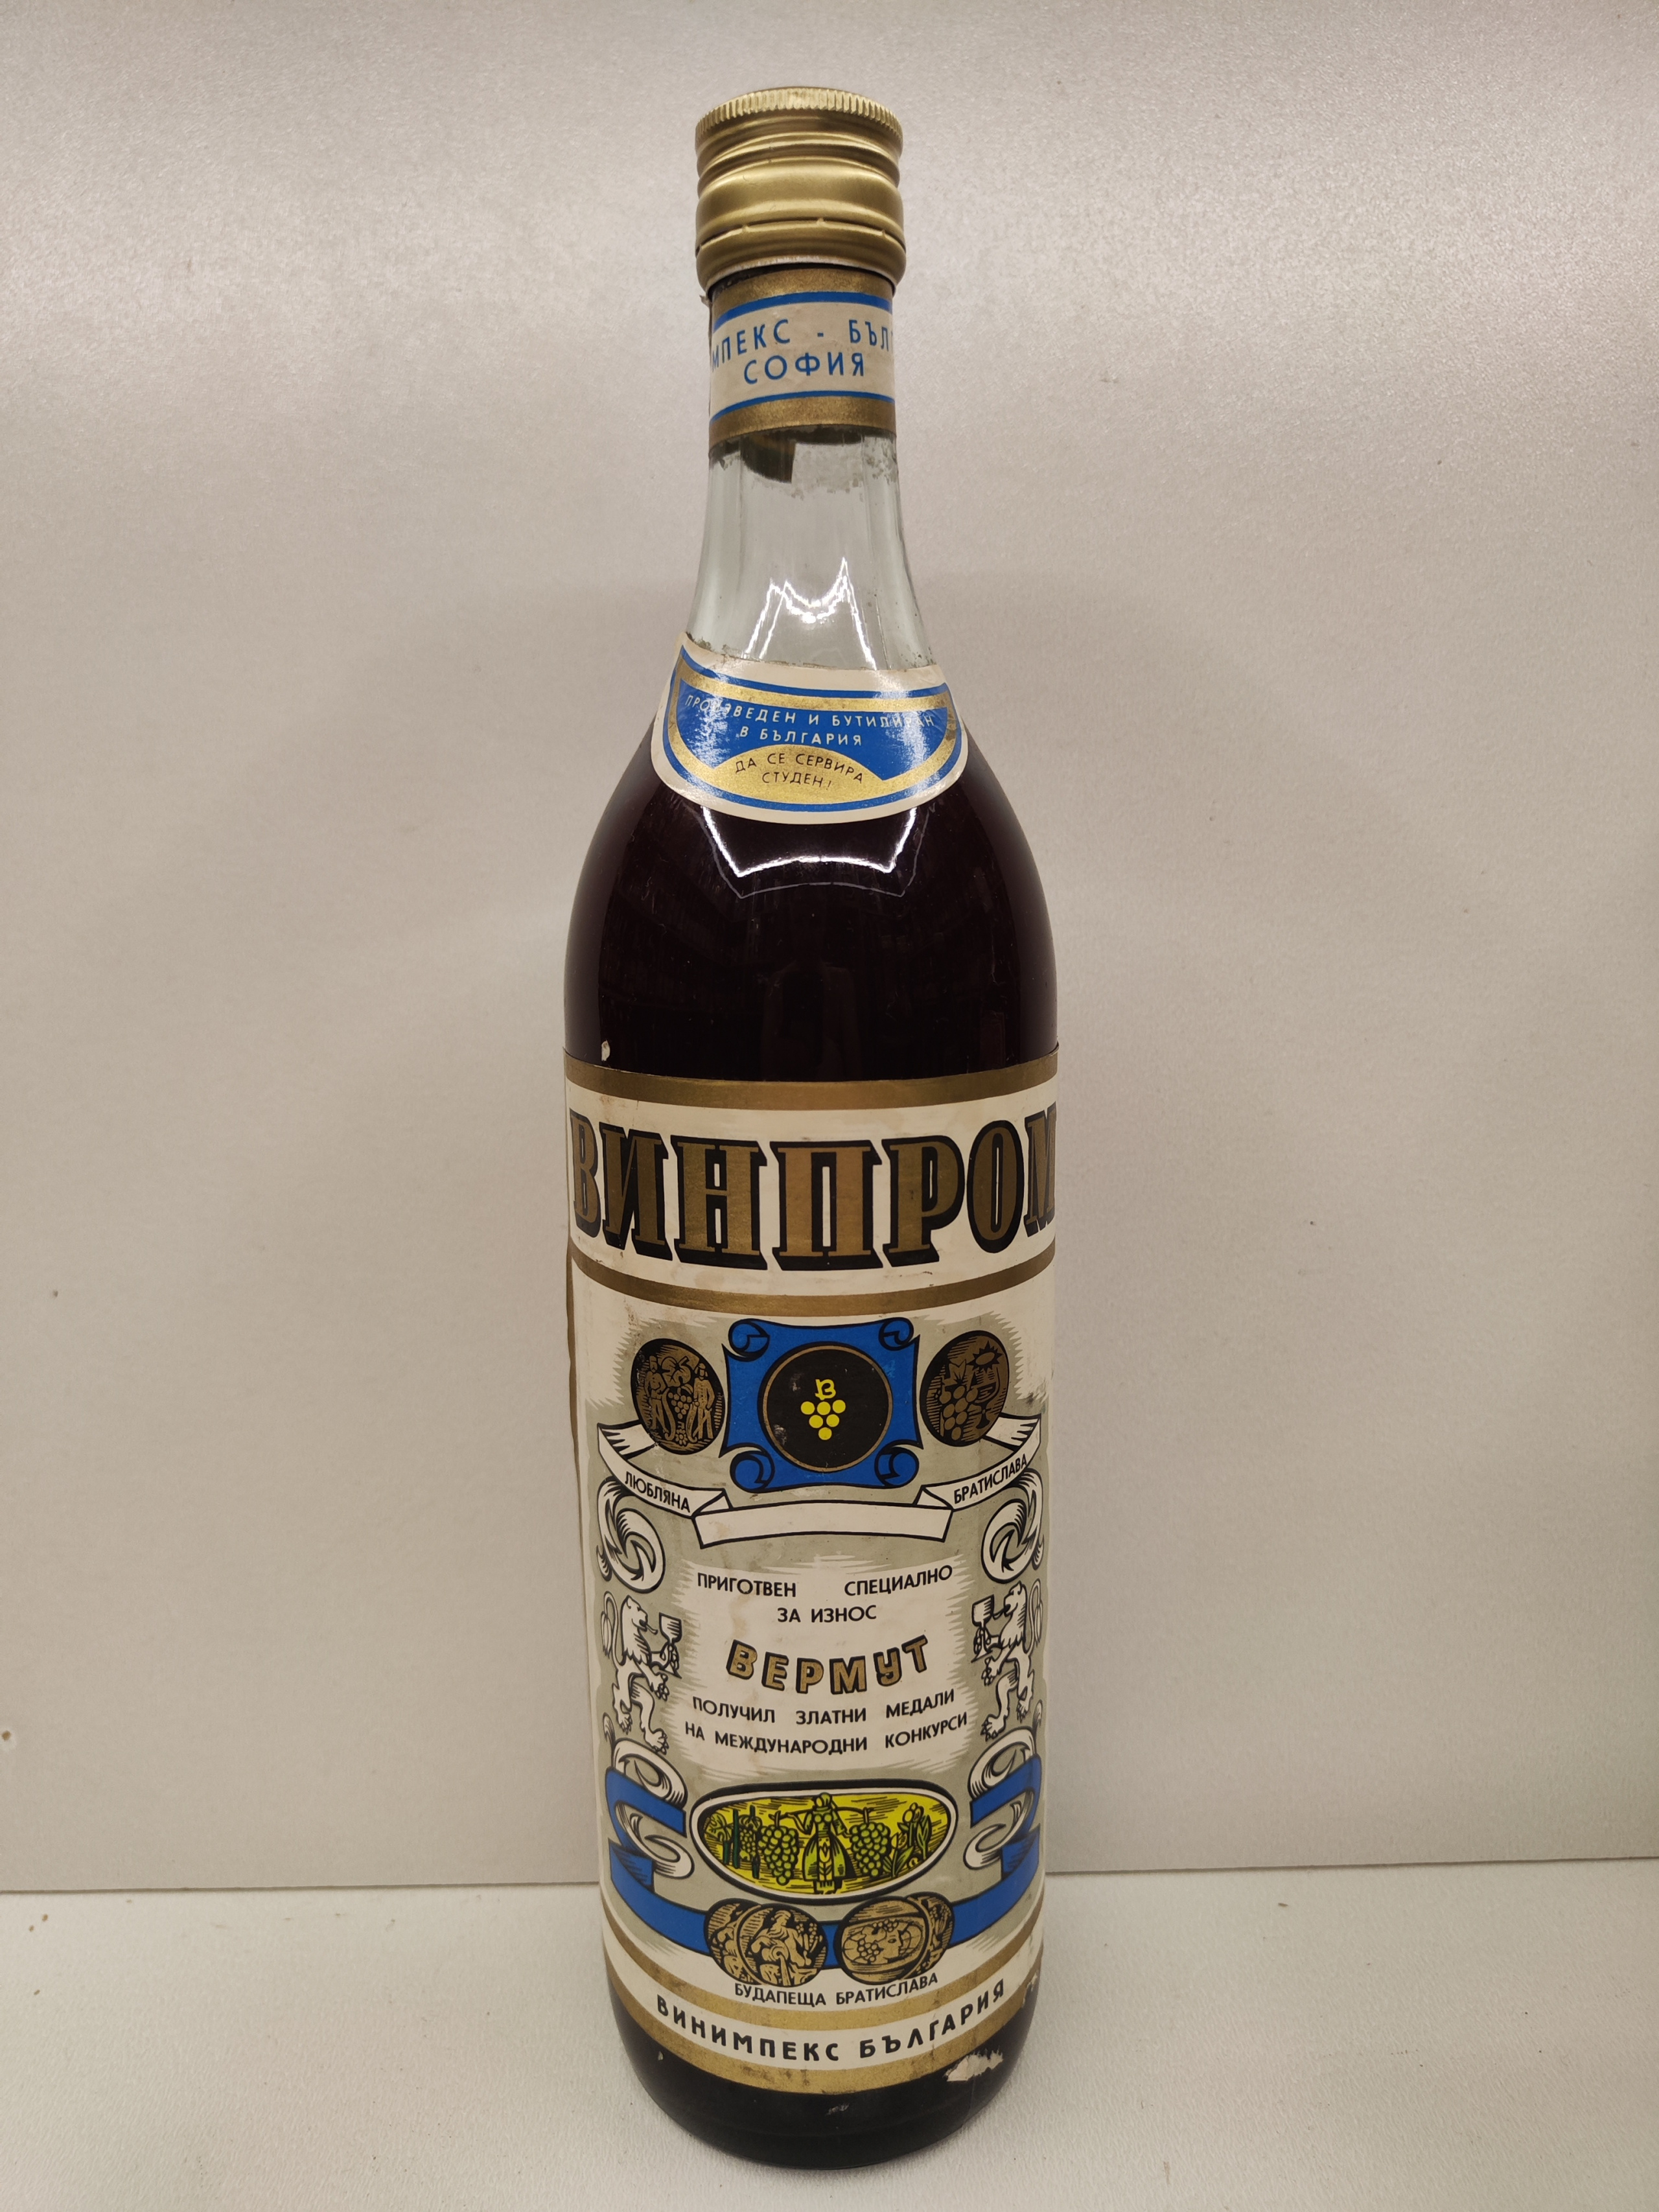 - БЪЛ
СОФИЯ
ПРОИЗВЕДЕН И БУТИЛИРАН
В БЪЛГАРИЯ
ДА СЕ СЕРВИРА
СТУДЕН!
ВИНПРОМ
В
ЛЮБЛЯНА
БРАТИСЛАВА
ПРИГОТВЕН СПЕЦИАЛНО
ЗА ИЗНОС
ВЕРМУТ
ПОЛУЧИЛ ЗЛАТНИ МЕДАЛИ
НА МЕЖДУНАРОДНИ КОНКУРСИ
БУДАПЕЩА БРАТИСЛАВА
ВИНИМПЕКС БЪЛГАРИЯ